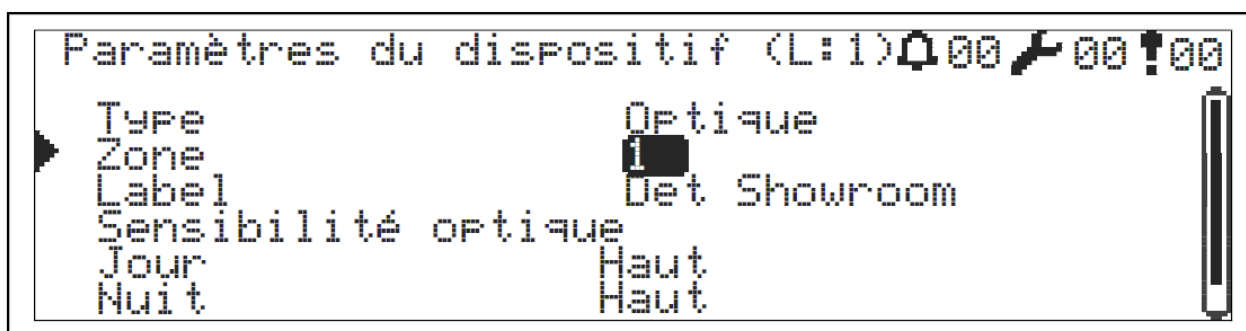 Paramètres du dispositif (L:1) 00 00 00
Type Optique
Zone 1
Label Det Showroom
Sensibilité optique
Jour Haut
Nuit Haut